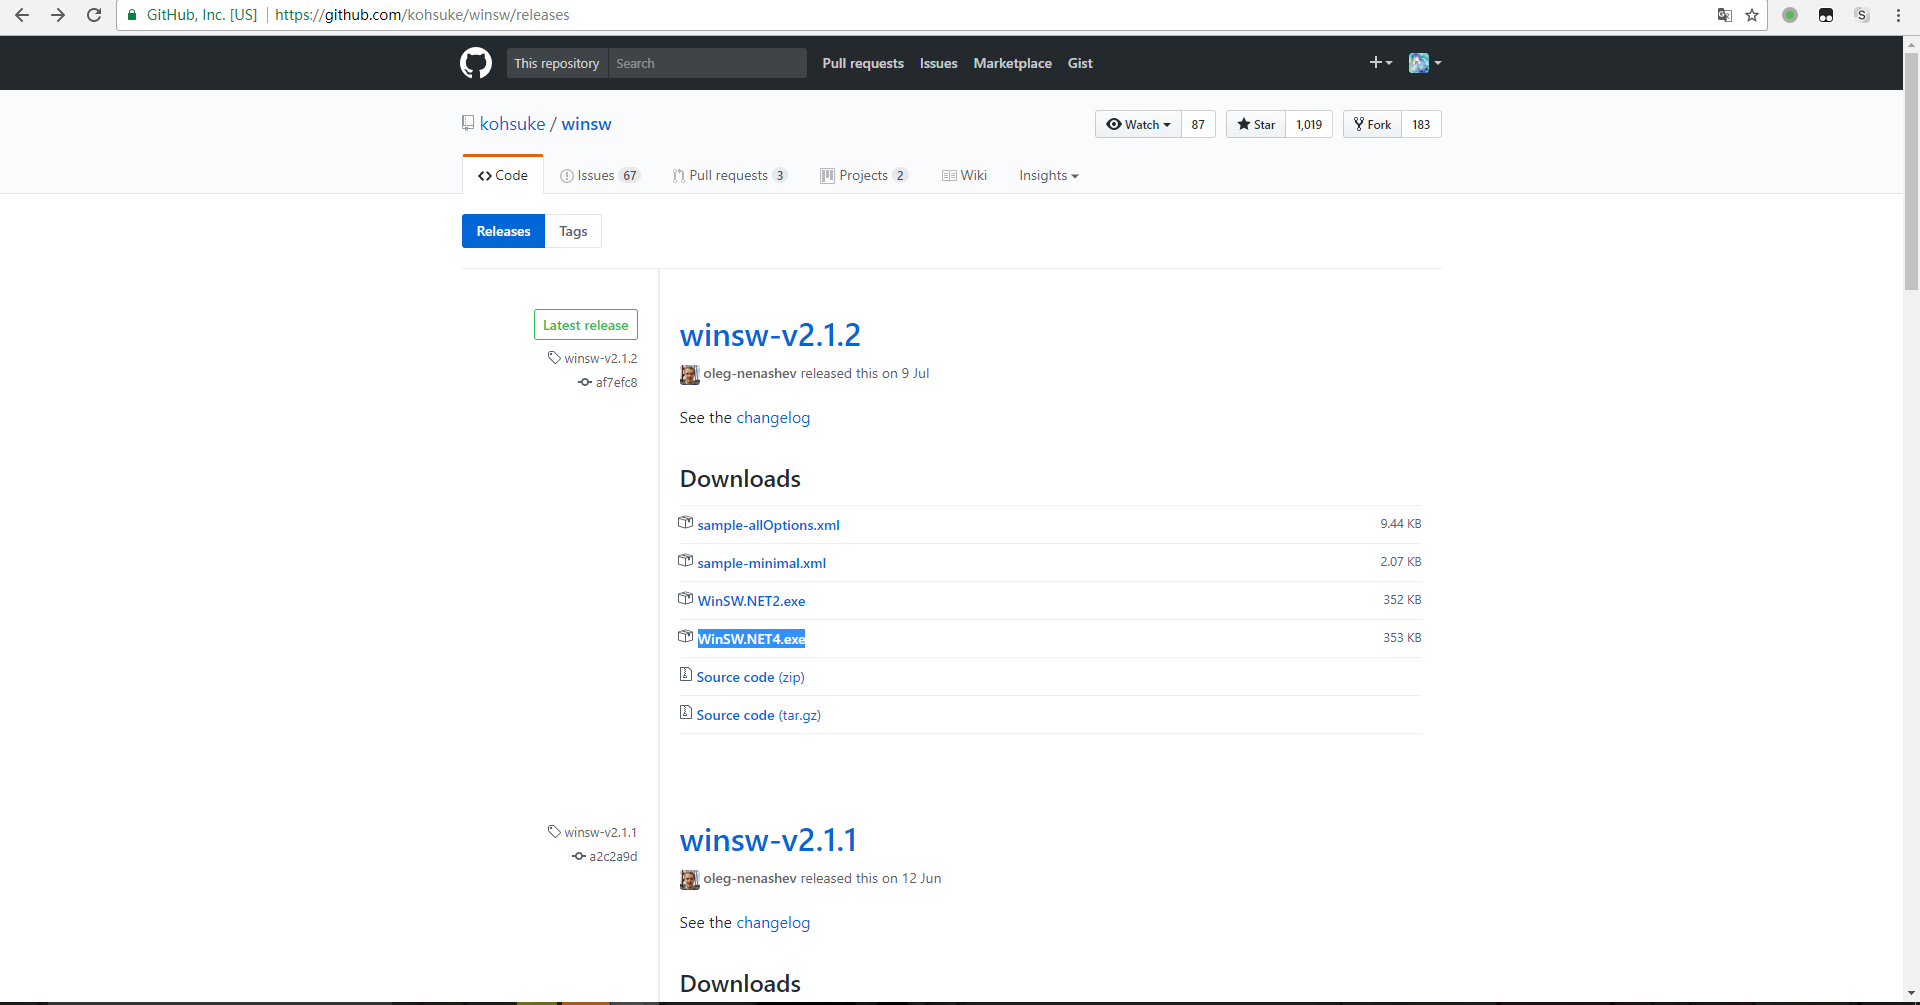 GitHub, Inc. [US] https://github.com/kohsuke/winsw/releases
S
This repository Search Pull requests Issues Marketplace Gist
kohsuke / winsw
Watch 87 Star 1,019 Fork 183
Code Issues 67 Pull requests 3 Projects 2 Wiki Insights
Releases Tags
Latest release
winsw-v2.1.2
af7efc8
winsw-v2.1.2
oleg-nenashev released this on 9 Jul
See the changelog
Downloads
sample-allOptions.xml 9.44 KB
sample-minimal.xml 2.07 KB
WinSW.NET2.exe 352 KB
WinSW.NET4.exe 353 KB
Source code (zip)
Source code (tar.gz)
winsw-v2.1.1
a2c2a9d
winsw-v2.1.1
oleg-nenashev released this on 12 Jun
See the changelog
Downloads